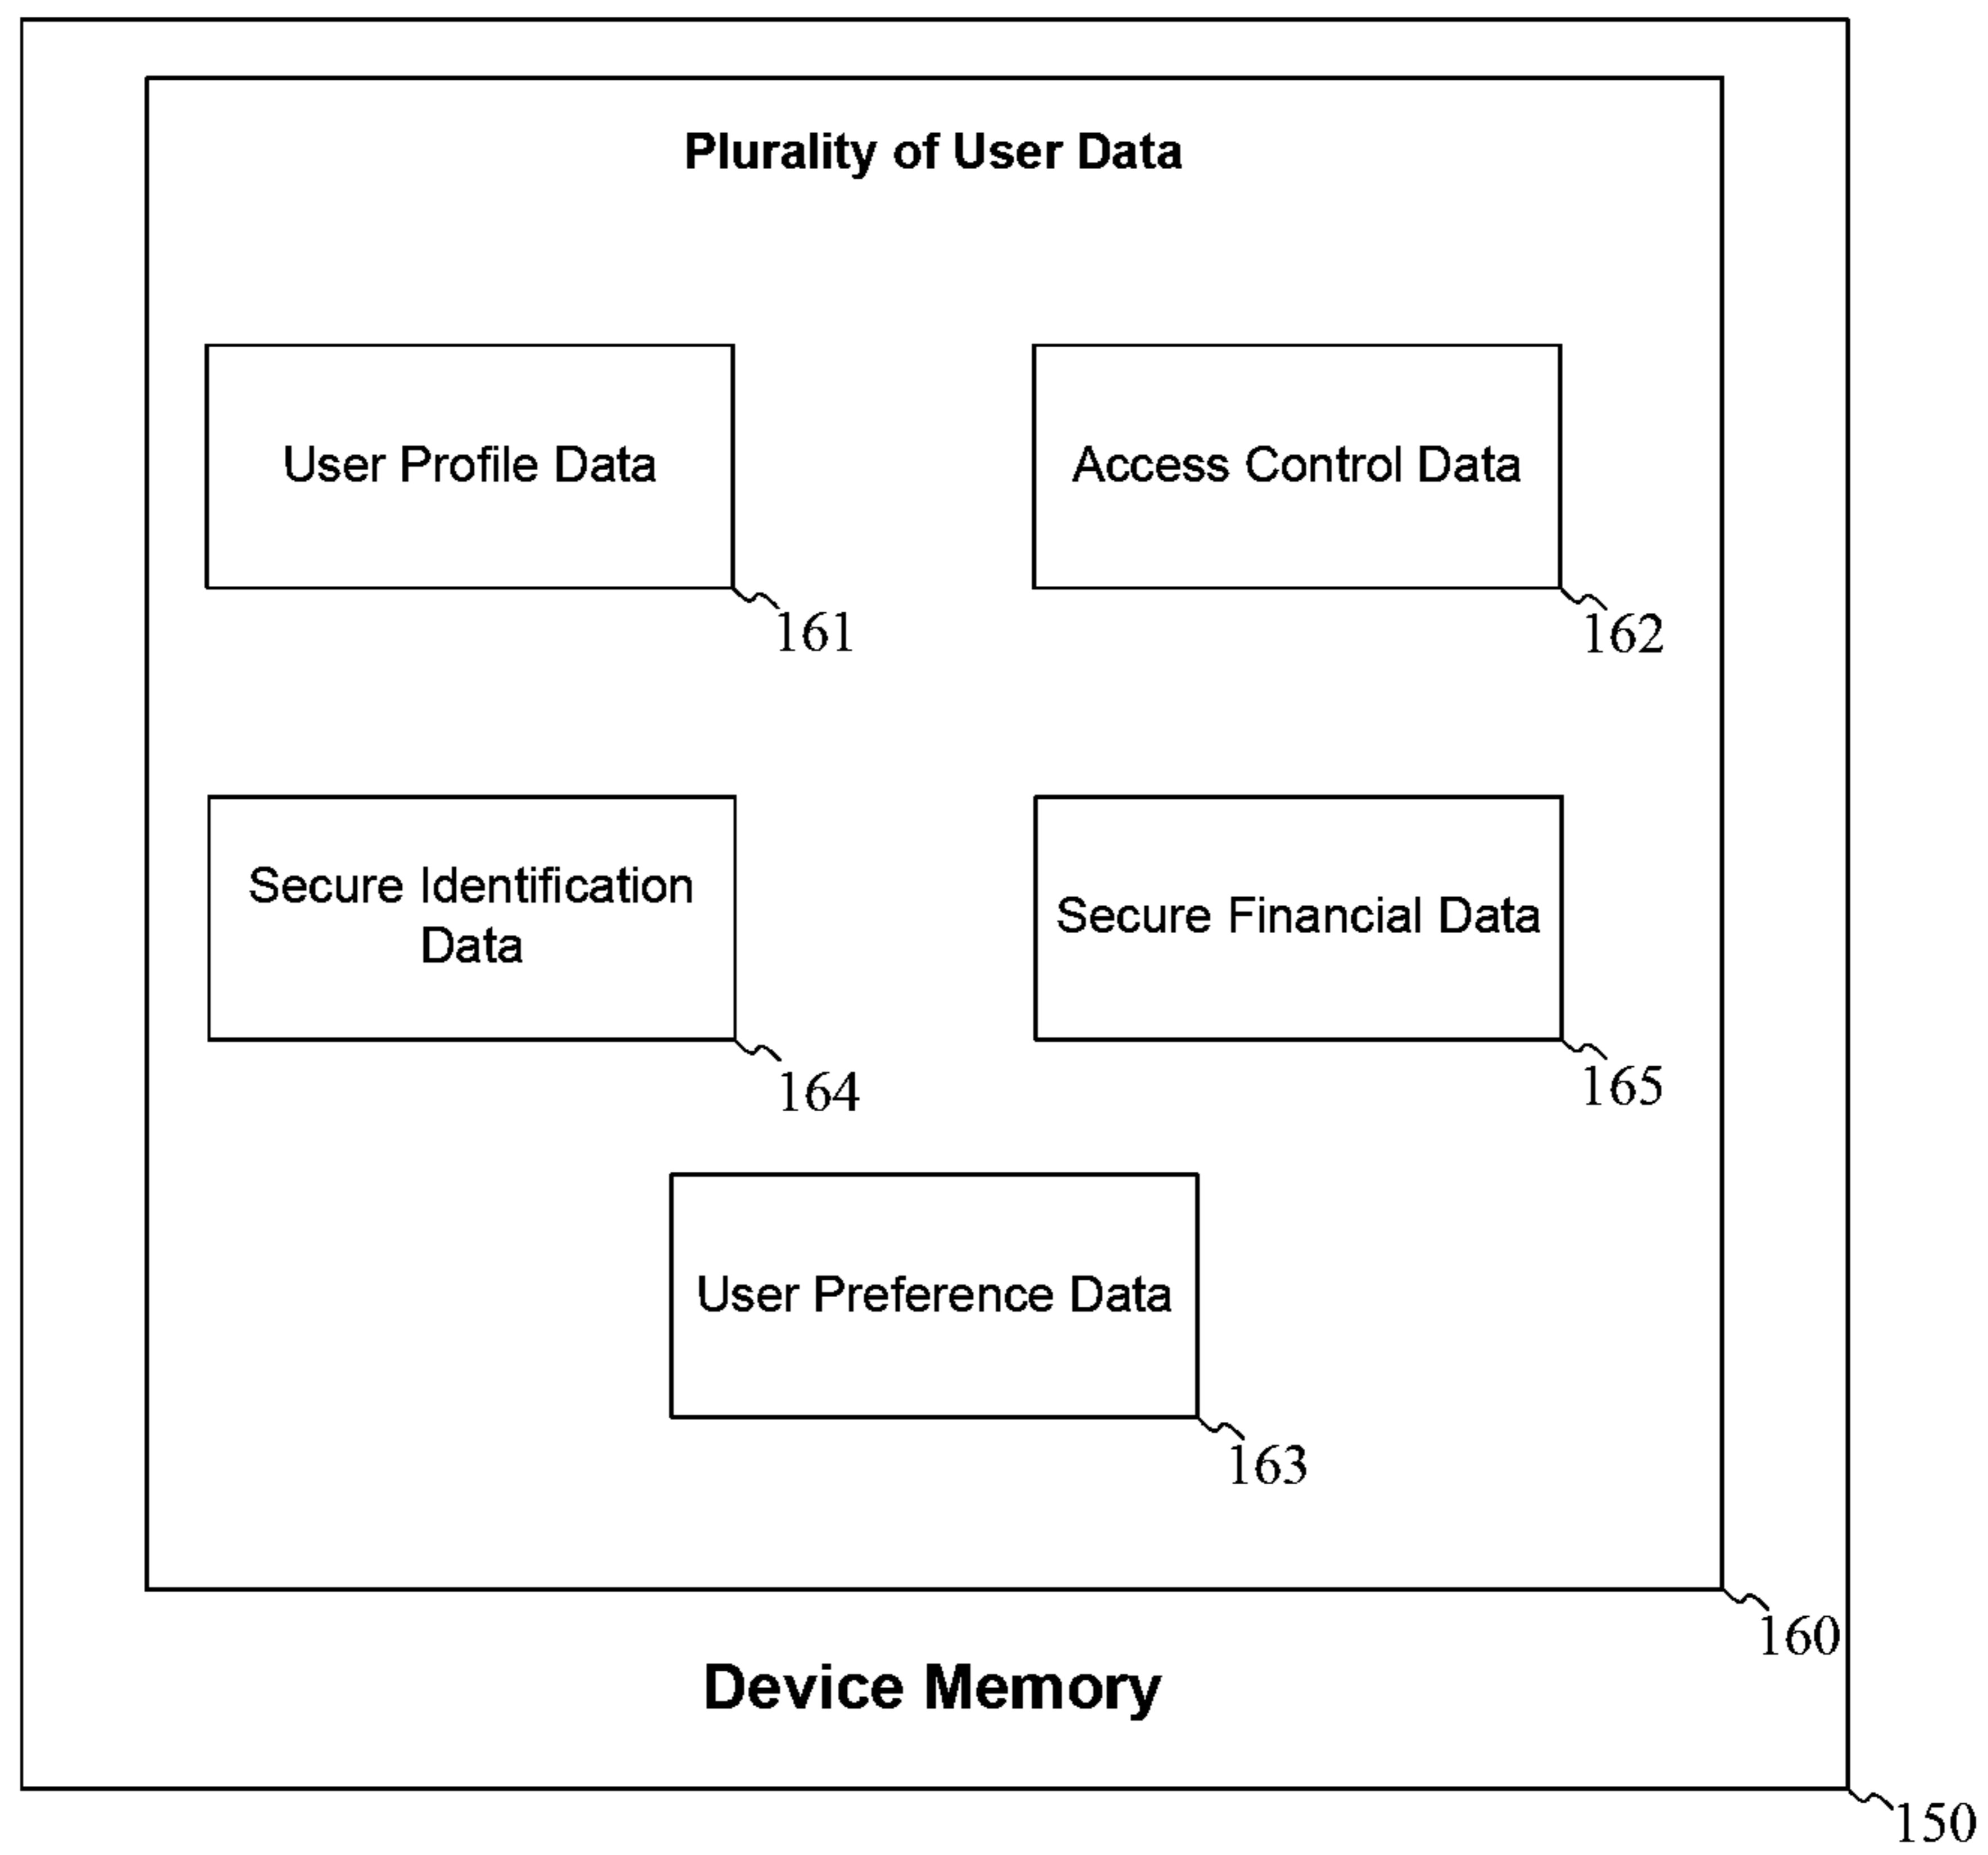 Plurality of User Data
User Profile Data
161
Access Control Data
162
Secure Identification
Data
164
Secure Financial Data
165
User Preference Data
163
160
Device Memory
150